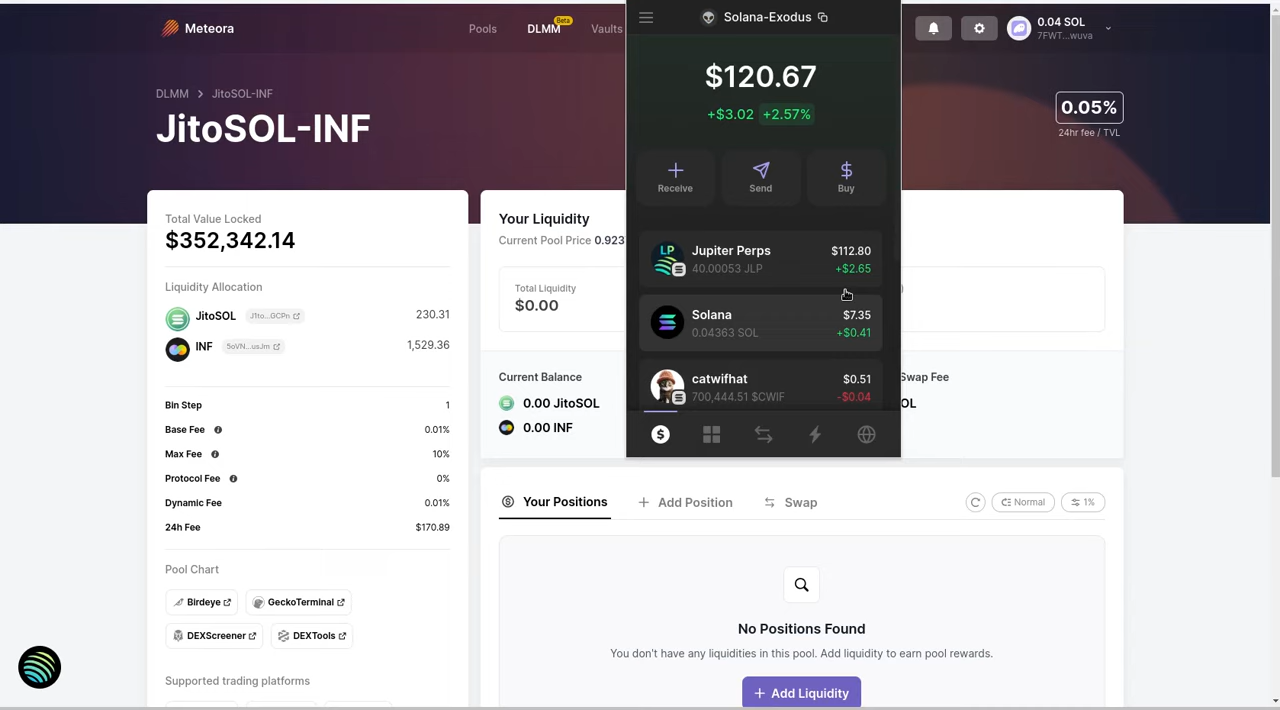 Meteora
Pools
DLMM
Beta
Vaults
0.04 SOL
7FWT...wuva
DLMM > JitoSOL-INF
JitoSOL-INF
0.05%
24hr fee / TVL
Total Value Locked
$352,342.14
Liquidity Allocation
JitoSOL J1to...GCPn 230.31
INF 5oVN...usJm 1,529.36
Bin Step 1
Base Fee 0.01%
Max Fee 10%
Protocol Fee 0%
Dynamic Fee 0.01%
24h Fee $170.89
Pool Chart
Birdeye GeckoTerminal
DEXScreener DEXTools
Supported trading platforms
Your Liquidity
Current Pool Price 0.923
Total Liquidity
$0.00
Current Balance
0.00 JitoSOL
0.00 INF
Swap Fee
OL
Solana-Exodus
$120.67
+$3.02 +2.57%
Receive Send Buy
Jupiter Perps $112.80
40.00053 JLP +$2.65
Solana $7.35
0.04363 SOL +$0.41
catwifhat $0.51
700,444.51 $CWIF -$0.04
Your Positions + Add Position Swap Normal 1%
No Positions Found
You don't have any liquidities in this pool. Add liquidity to earn pool rewards.
+ Add Liquidity